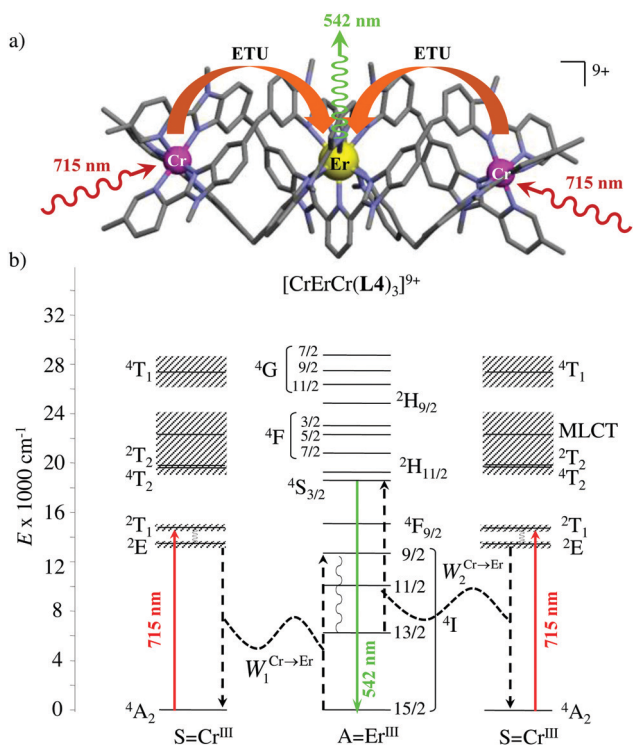 a)
542 nm
ETU
ETU
9+
Cr
Er
Cr
715 nm
715 nm
b)
[CrErCr(L4)₃]⁹⁺
E x 1000 cm⁻¹
32
28
24
20
16
12
8
4
0
⁴T₁
²T₂
⁴T₂
²T₁
²E
⁴A₂
715 nm
W₁^Cr→Er
⁴G
7/2
9/2
11/2
²H₉/₂
⁴F
3/2
5/2
7/2
²H₁₁/₂
⁴S₃/₂
⁴F₉/₂
9/2
11/2
13/2
15/2
⁴I
542 nm
W₂^Cr→Er
⁴T₁
MLCT
²T₂
⁴T₂
²T₁
²E
⁴A₂
715 nm
S=Crᴵᴵᴵ
A=Erᴵᴵᴵ
S=Crᴵᴵᴵ